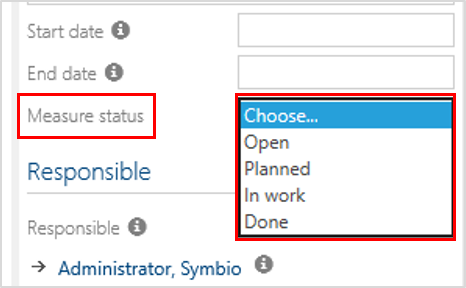 Start date
End date
Measure status
Choose...
Open
Planned
In work
Done
Responsible
Responsible
Administrator, Symbio